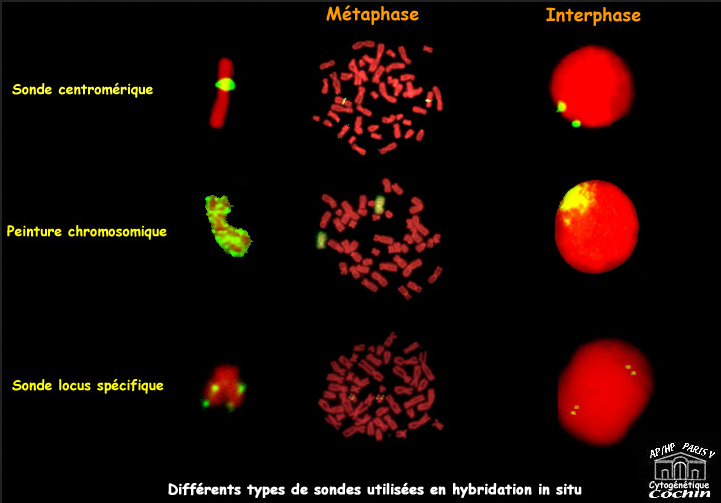 Métaphase
Interphase
Sonde centromérique
Peinture chromosomique
Sonde locus spécifique
AP/HP PARIS V
Cytogénétique
Cochin
Différents types de sondes utilisées en hybridation in situ